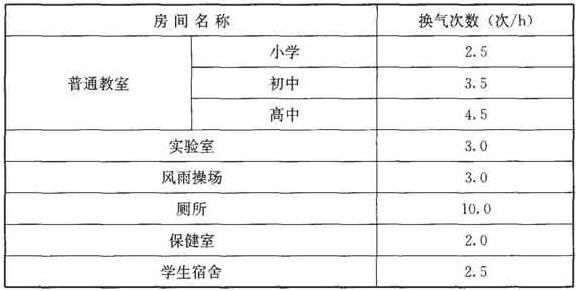 房间名称 换气次数（次/h）
普通教室 小学 2.5
初中 3.5
高中 4.5
实验室 3.0
风雨操场 3.0
厕所 10.0
保健室 2.0
学生宿舍 2.5